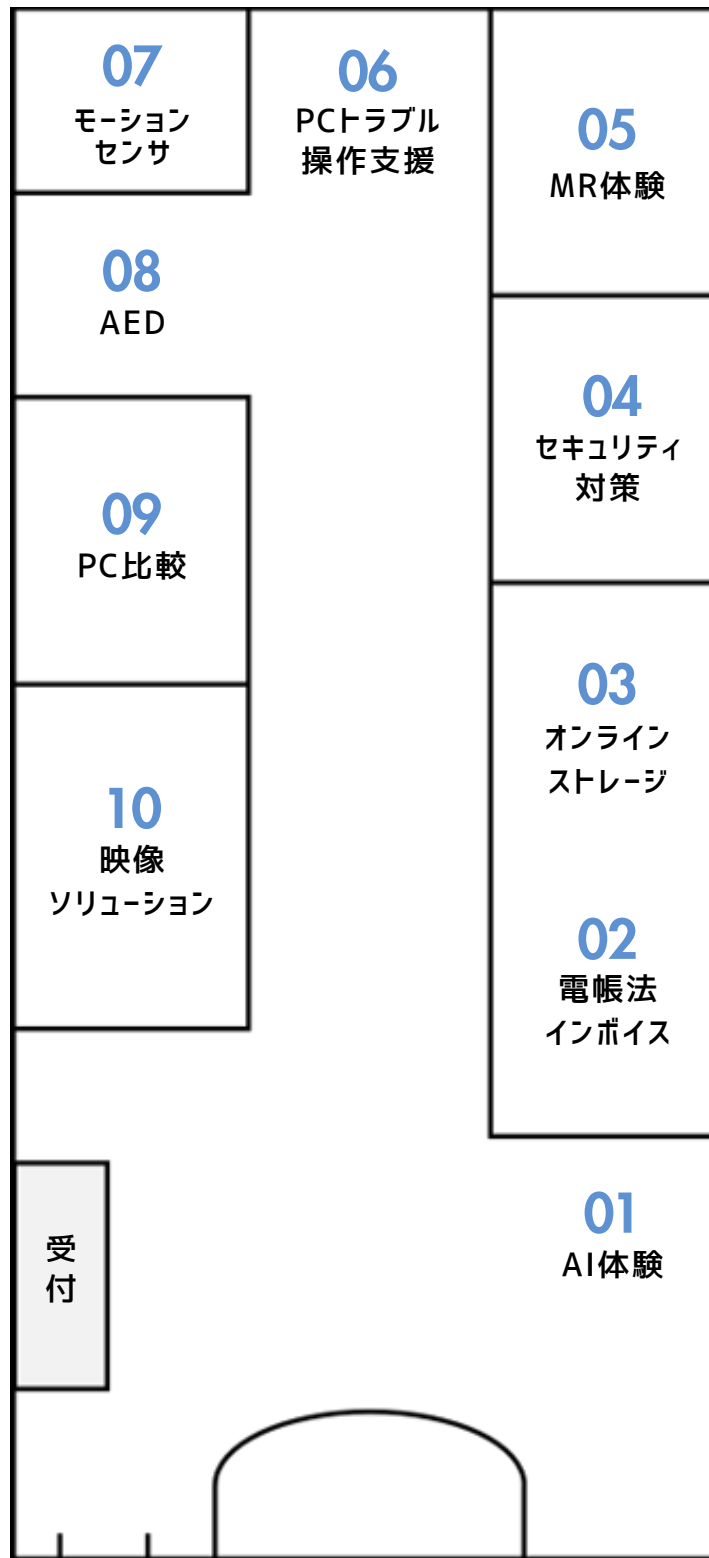 07
モーション
センサ
06
PCトラブル
操作支援
05
MR体験
08
AED
04
セキュリティ
対策
09
PC比較
03
オンライン
ストレージ
10
映像
ソリューション
02
電帳法
インボイス
01
AI体験
受
付